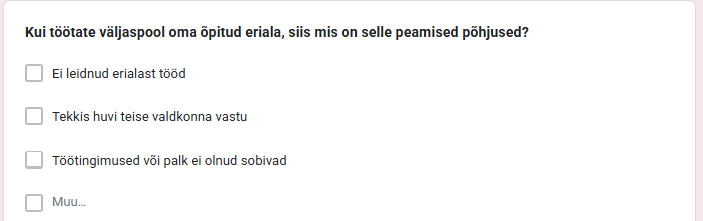 Kui töötate väljaspool oma õpitud eriala, siis mis on selle peamised põhjused?
Ei leidnud erialast tööd
Tekkis huvi teise valdkonna vastu
Töötingimused või palk ei olnud sobivad
Muu...